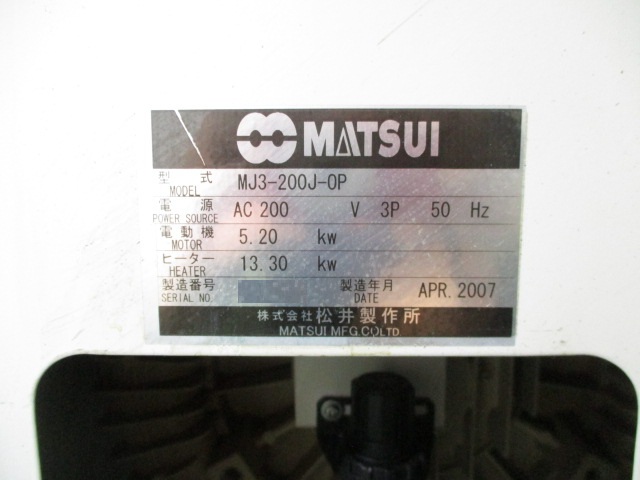 MATSUI
型式 MJ3-200J-OP
MODEL
電源 AC 200 V 3P 50 Hz
POWER SOURCE
電動機 5.20 kw
MOTOR
ヒーター 13.30 kw
HEATER
製造番号 製造年月 APR. 2007
SERIAL NO DATE
株式会社 松井製作所
MATSUI MFG.CO.LTD